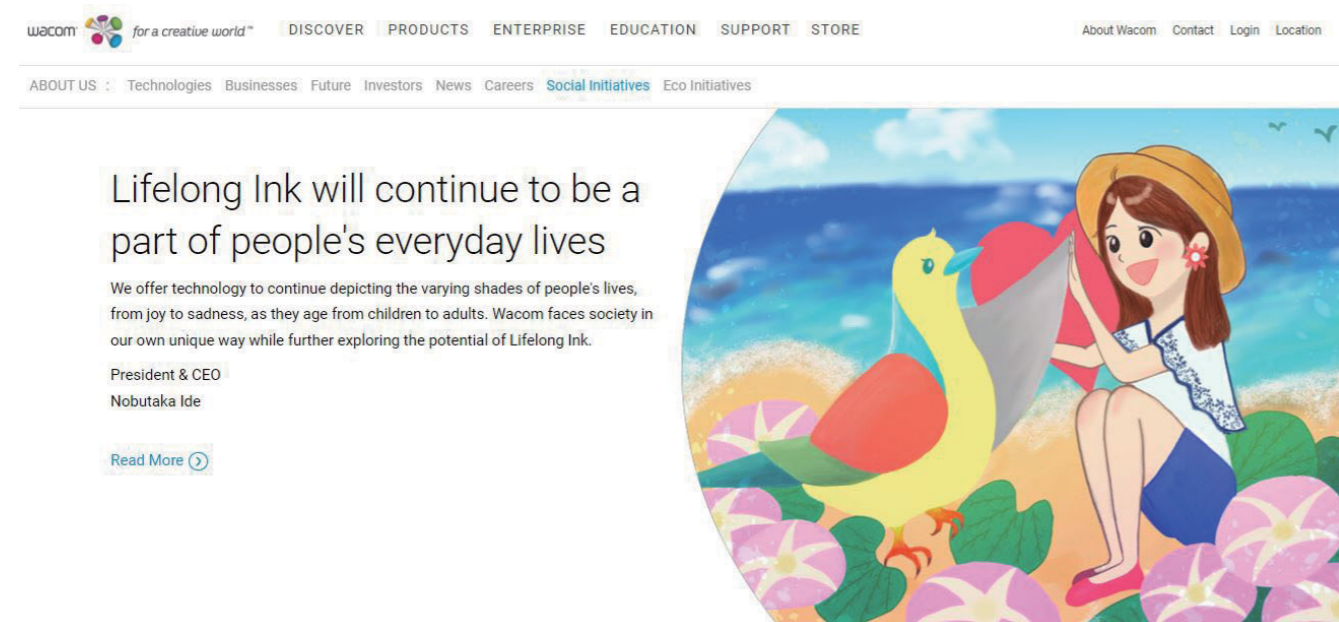 wacom for a creative world™ DISCOVER PRODUCTS ENTERPRISE EDUCATION SUPPORT STORE About Wacom Contact Login Location
ABOUT US : Technologies Businesses Future Investors News Careers Social Initiatives Eco Initiatives
Lifelong Ink will continue to be a
part of people's everyday lives
We offer technology to continue depicting the varying shades of people's lives,
from joy to sadness, as they age from children to adults. Wacom faces society in
our own unique way while further exploring the potential of Lifelong Ink.
President & CEO
Nobutaka Ide
Read More